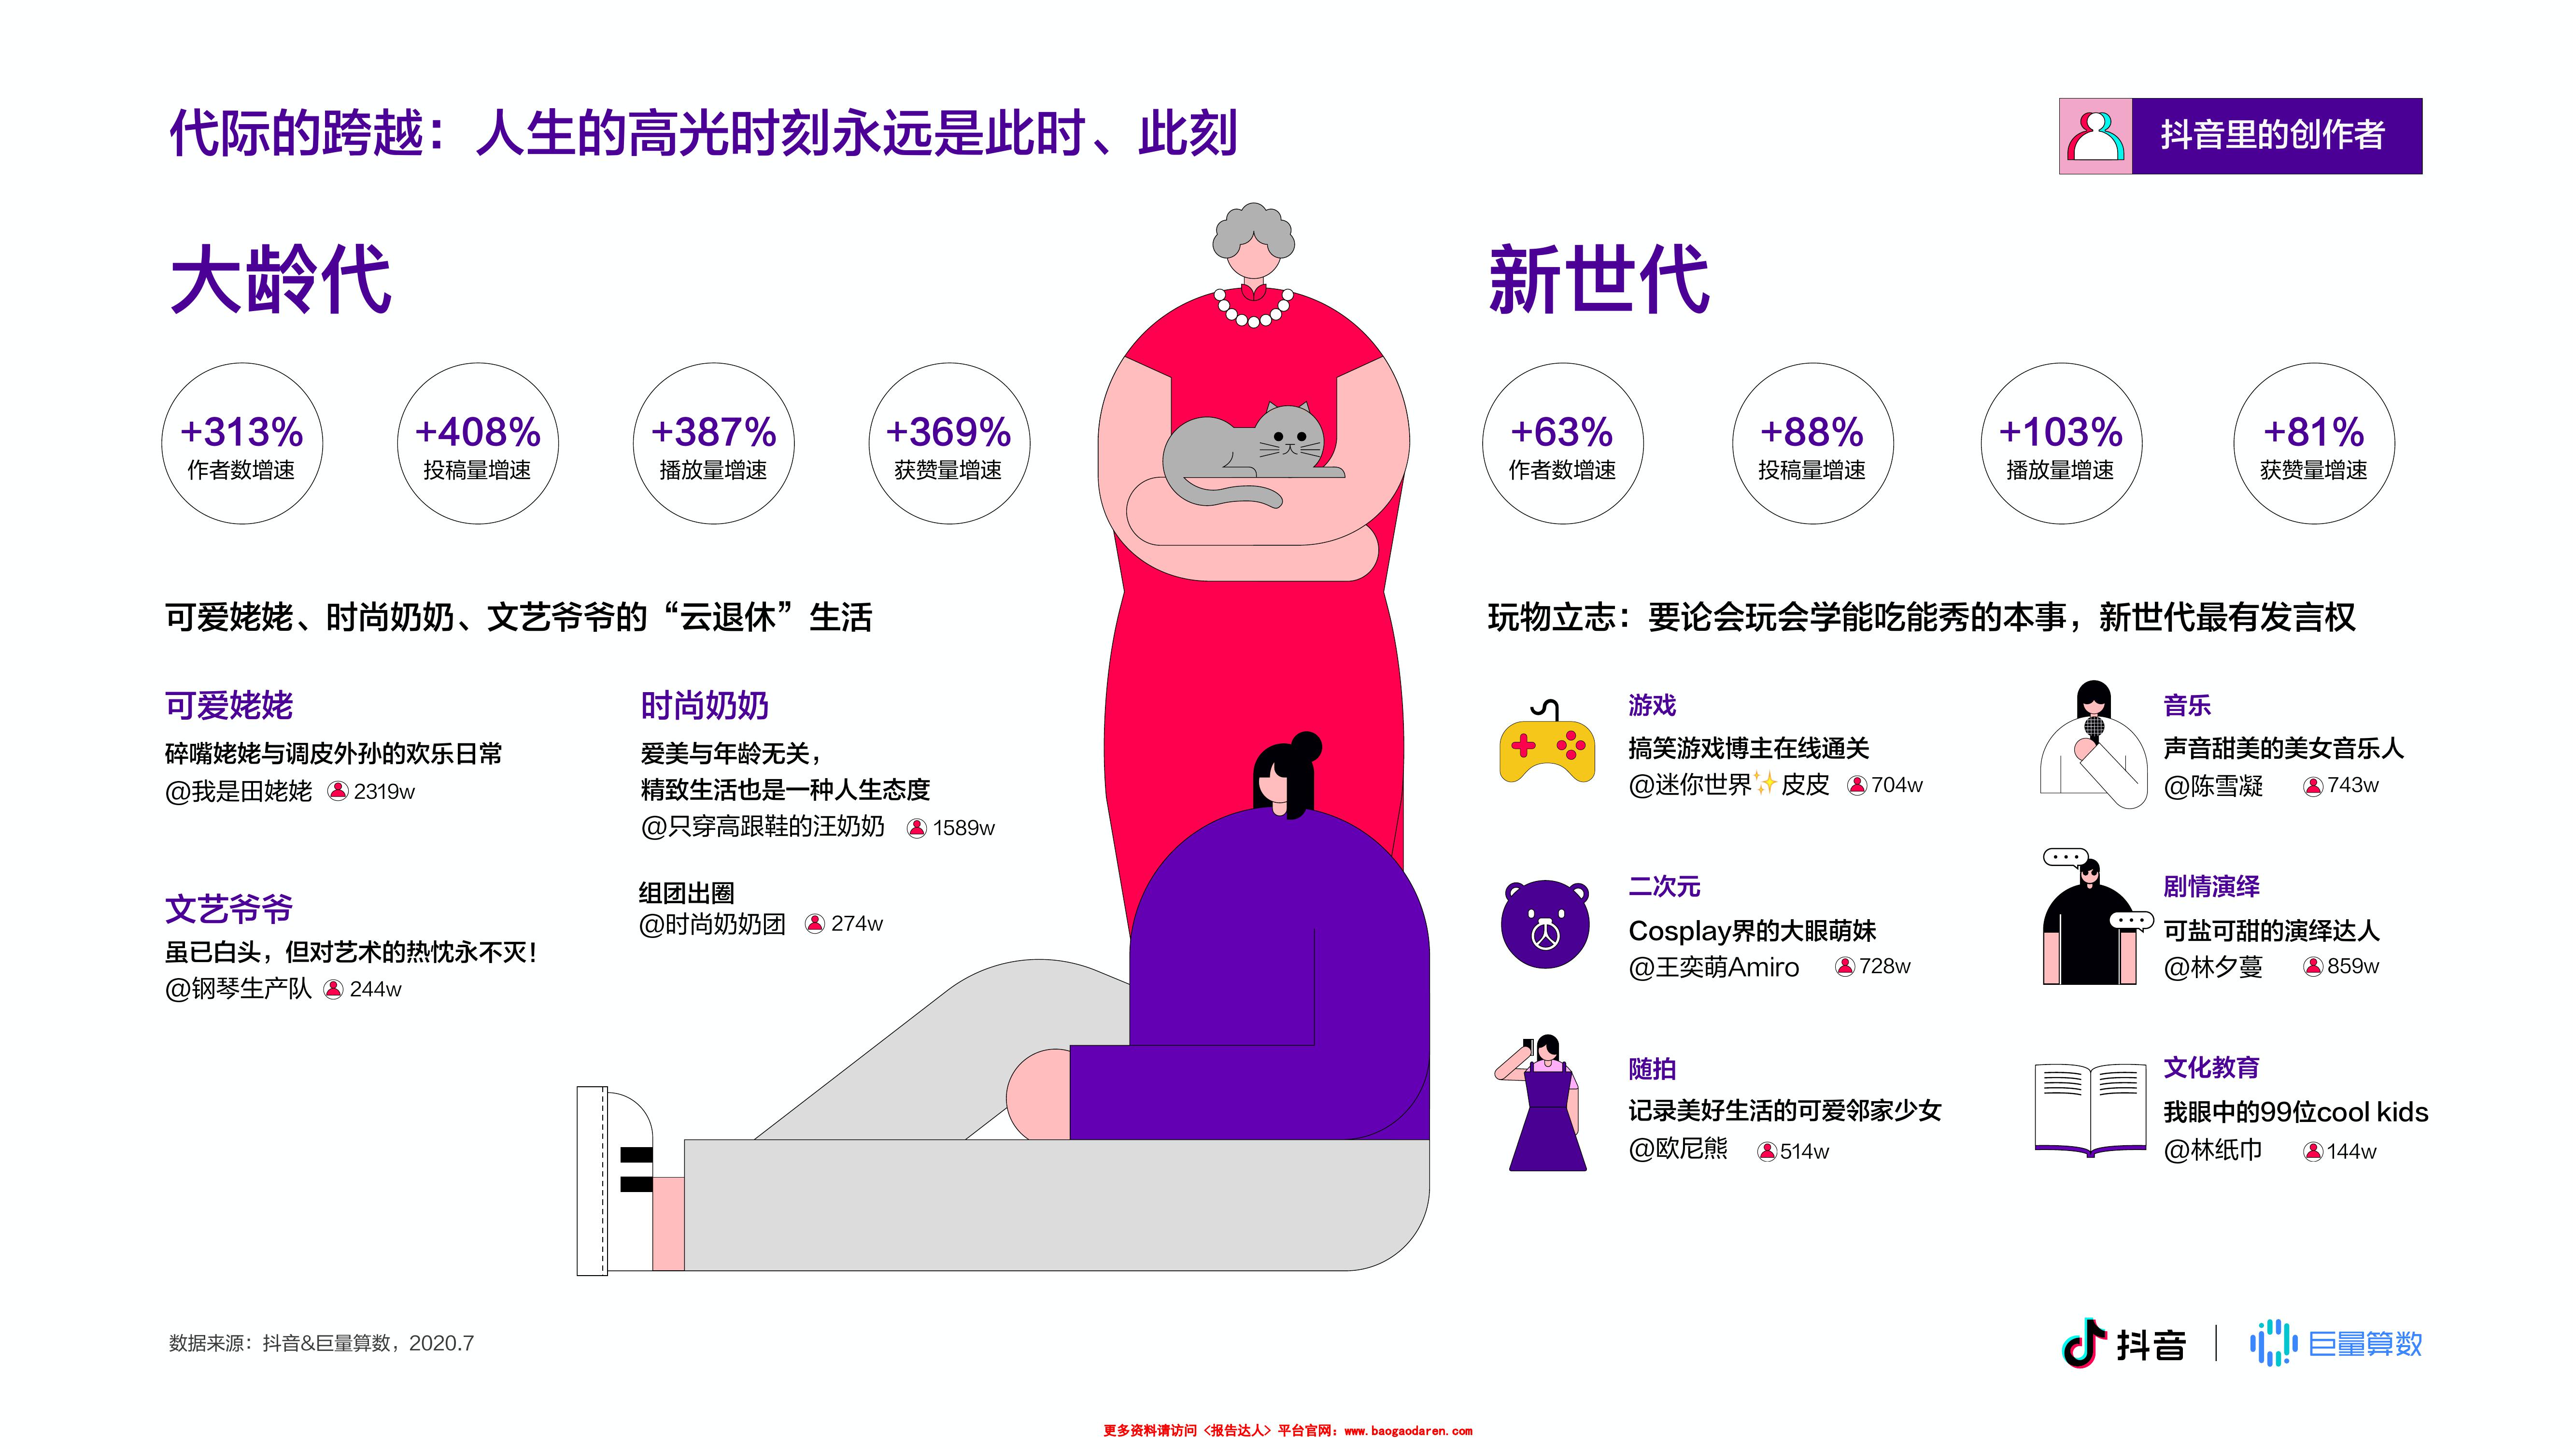 代际的跨越：人生的高光时刻永远是此时、此刻
抖音里的创作者
大龄代
+313%
作者数增速
+408%
投稿量增速
+387%
播放量增速
+369%
获赞量增速
可爱姥姥、时尚奶奶、文艺爷爷的“云退休”生活
可爱姥姥
碎嘴姥姥与调皮外孙的欢乐日常
@我是田姥姥 2319w
时尚奶奶
爱美与年龄无关，
精致生活也是一种人生态度
@只穿高跟鞋的汪奶奶 1589w
组团出圈
@时尚奶奶团 274w
文艺爷爷
虽已白头，但对艺术的热忱永不灭！
@钢琴生产队 244w
新世代
+63%
作者数增速
+88%
投稿量增速
+103%
播放量增速
+81%
获赞量增速
玩物立志：要论会玩会学能吃能秀的本事，新世代最有发言权
游戏
搞笑游戏博主在线通关
@迷你世界✨皮皮 704w
音乐
声音甜美的美女音乐人
@陈雪凝 743w
二次元
Cosplay界的大眼萌妹
@王奕萌Amiro 728w
剧情演绎
可盐可甜的演绎达人
@林夕蔓 859w
随拍
记录美好生活的可爱邻家少女
@欧尼熊 514w
文化教育
我眼中的99位cool kids
@林纸巾 144w
数据来源：抖音&巨量算数，2020.7
抖音
巨量算数
更多资料请访问《报告达人》平台官网：www.baogaodaren.com